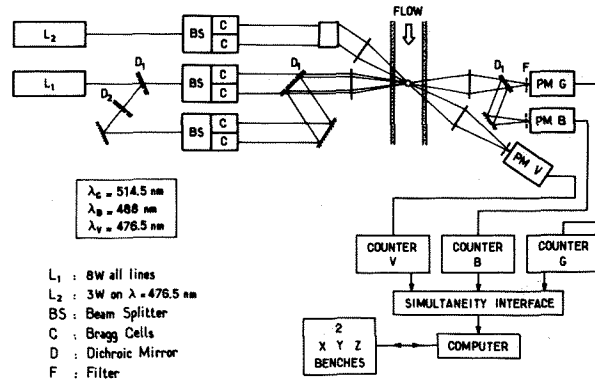 FLOW
L₂
BS
C
C
D₁
F
PM G
L₁
D₁
D₂
BS
C
C
D₁
PM B
BS
C
C
PM V
λG = 514.5 nm
λB = 488 nm
λV = 476.5 nm
COUNTER V
COUNTER B
COUNTER G
SIMULTANEITY INTERFACE
COMPUTER
2
X Y Z
BENCHES
L₁ : 8W all lines
L₂ : 3W on λ = 476.5 nm
BS : Beam Splitter
C : Bragg Cells
D : Dichroic Mirror
F : Filter